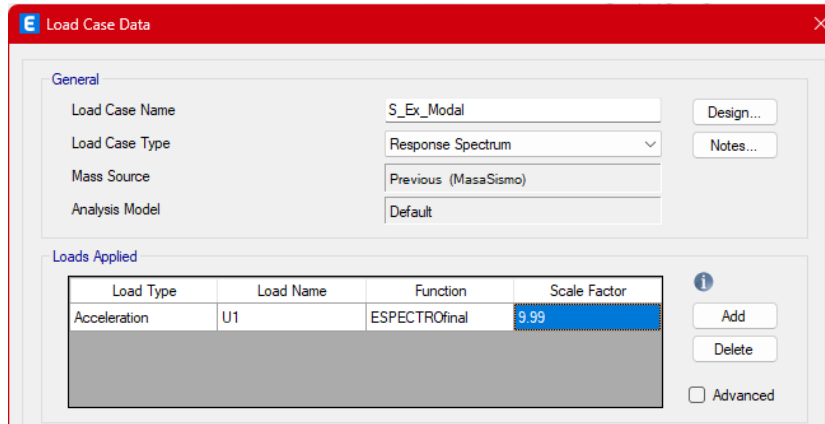 E Load Case Data
General
Load Case Name S_Ex_Modal Design...
Load Case Type Response Spectrum Notes...
Mass Source Previous (MasaSismo)
Analysis Model Default
Loads Applied
Load Type Load Name Function Scale Factor
Acceleration U1 ESPECTROfinal 9.99 Add
Delete
Advanced